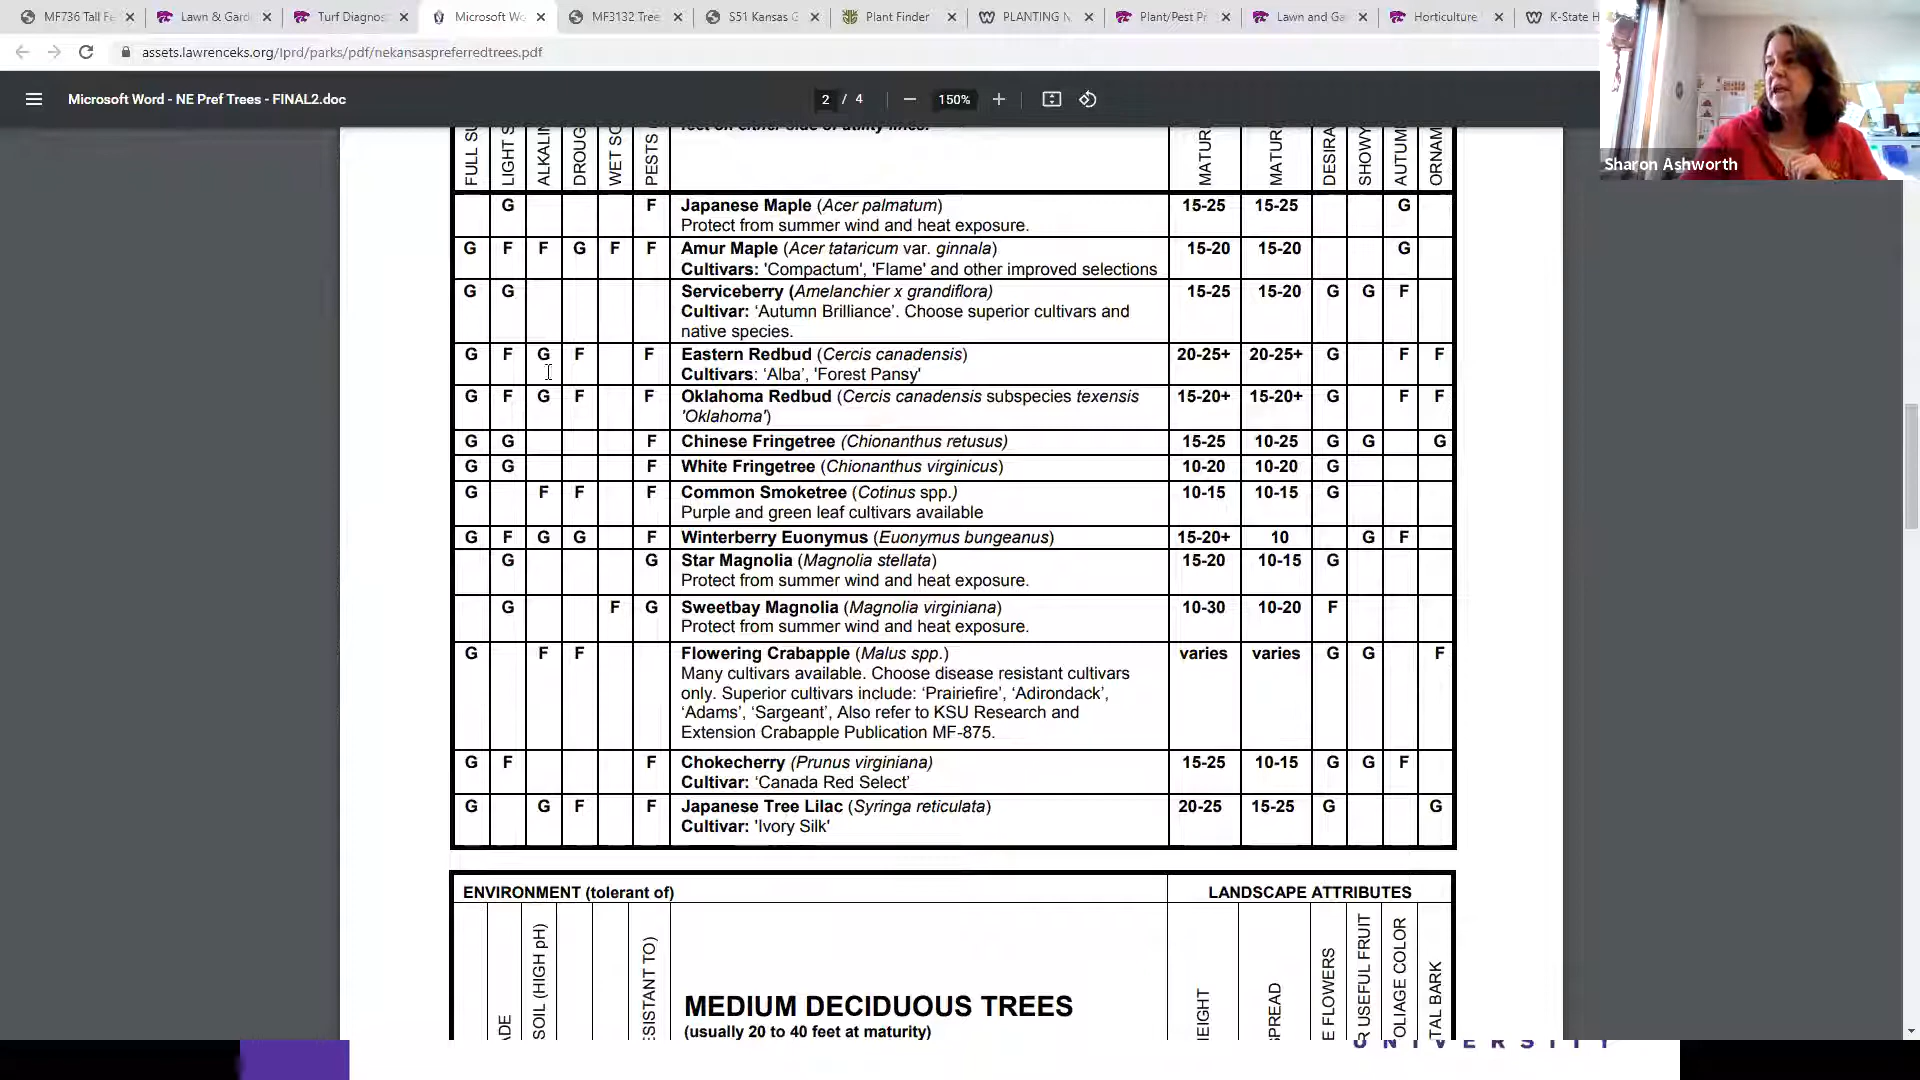 MF736 Tall Fe
Lawn & Gard
Turf Diagnos
Microsoft Wo
MF3132 Tree
S51 Kansas G
Plant Finder
PLANTING N
Plant/Pest Pr
Lawn and Ga
Horticulture
K-State H
assets.lawrenceks.org/lprd/parks/pdf/nekansaspreferredtrees.pdf
Microsoft Word - NE Pref Trees - FINAL2.doc
2 / 4
150%
Sharon Ashworth
feet on either side of utility lines.
FULL SU LIGHT S ALKALIN DROUG WET SO PESTS MATUR MATUR DESIRA SHOWY AUTUM ORNAM
G F Japanese Maple (Acer palmatum) 15-25 15-25 G
Protect from summer wind and heat exposure.
G F F G F F Amur Maple (Acer tataricum var. ginnala) 15-20 15-20 G
Cultivars: 'Compactum', 'Flame' and other improved selections
G G Serviceberry (Amelanchier x grandiflora) 15-25 15-20 G G F
Cultivar: ‘Autumn Brilliance’. Choose superior cultivars and
native species.
G F G F F Eastern Redbud (Cercis canadensis) 20-25+ 20-25+ G F F
Cultivars: ‘Alba’, 'Forest Pansy'
G F G F F Oklahoma Redbud (Cercis canadensis subspecies texensis 15-20+ 15-20+ G F F
'Oklahoma')
G G F Chinese Fringetree (Chionanthus retusus) 15-25 10-25 G G G
G G F White Fringetree (Chionanthus virginicus) 10-20 10-20 G
G F F F Common Smoketree (Cotinus spp.) 10-15 10-15 G
Purple and green leaf cultivars available
G F G G F Winterberry Euonymus (Euonymus bungeanus) 15-20+ 10 G F
G G Star Magnolia (Magnolia stellata) 15-20 10-15 G
Protect from summer wind and heat exposure.
G F G Sweetbay Magnolia (Magnolia virginiana) 10-30 10-20 F
Protect from summer wind and heat exposure.
G F F Flowering Crabapple (Malus spp.) varies varies G G F
Many cultivars available. Choose disease resistant cultivars
only. Superior cultivars include: ‘Prairiefire’, ‘Adirondack’,
‘Adams’, ‘Sargeant’, Also refer to KSU Research and
Extension Crabapple Publication MF-875.
G F F Chokecherry (Prunus virginiana) 15-25 10-15 G G F
Cultivar: ‘Canada Red Select’
G G F F Japanese Tree Lilac (Syringa reticulata) 20-25 15-25 G G
Cultivar: 'Ivory Silk'
ENVIRONMENT (tolerant of) LANDSCAPE ATTRIBUTES
ADE SOIL (HIGH pH) ESISTANT TO) EIGHT SPREAD E FLOWERS R USEFUL FRUIT OLIAGE COLOR TAL BARK
MEDIUM DECIDUOUS TREES
(usually 20 to 40 feet at maturity)
UNIVERSITY